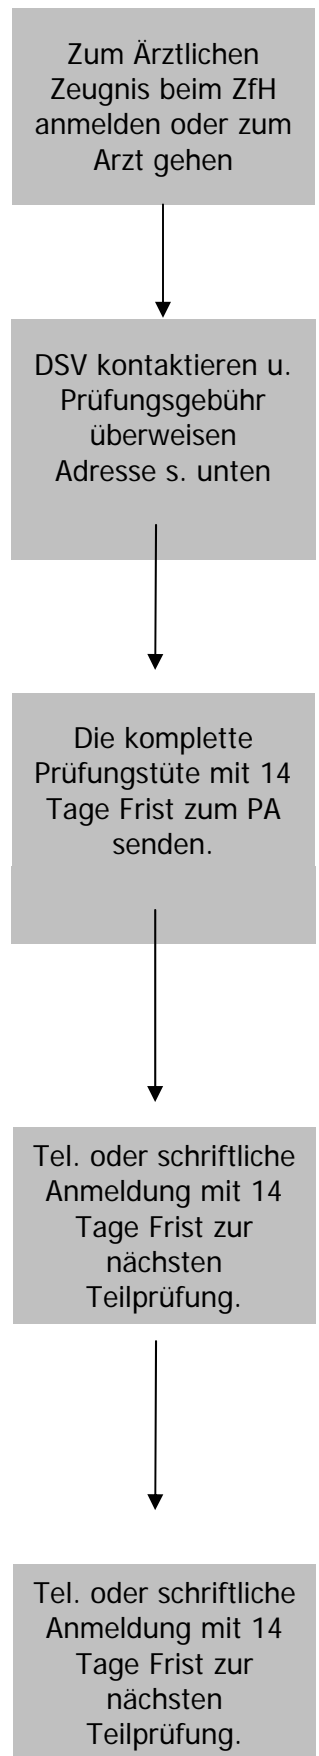 Zum Ärztlichen
Zeugnis beim ZfH
anmelden oder zum
Arzt gehen
DSV kontaktieren u.
Prüfungsgebühr
überweisen
Adresse s. unten
Die komplette
Prüfungstüte mit 14
Tage Frist zum PA
senden.
Tel. oder schriftliche
Anmeldung mit 14
Tage Frist zur
nächsten
Teilprüfung.
Tel. oder schriftliche
Anmeldung mit 14
Tage Frist zur
nächsten
Teilprüfung.